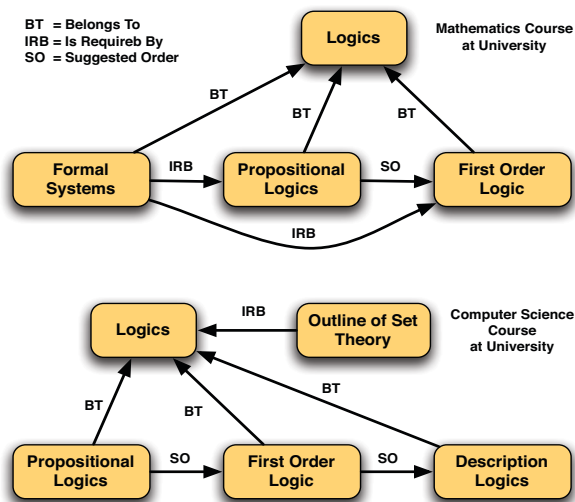 BT = Belongs To
IRB = Is Requireb By
SO = Suggested Order
Mathematics Course
at University
Logics
BT
BT
BT
Formal
Systems
IRB
Propositional
Logics
SO
First Order
Logic
IRB
Logics
IRB
Outline of Set
Theory
Computer Science
Course
at University
BT
BT
BT
Propositional
Logics
SO
First Order
Logic
SO
Description
Logics